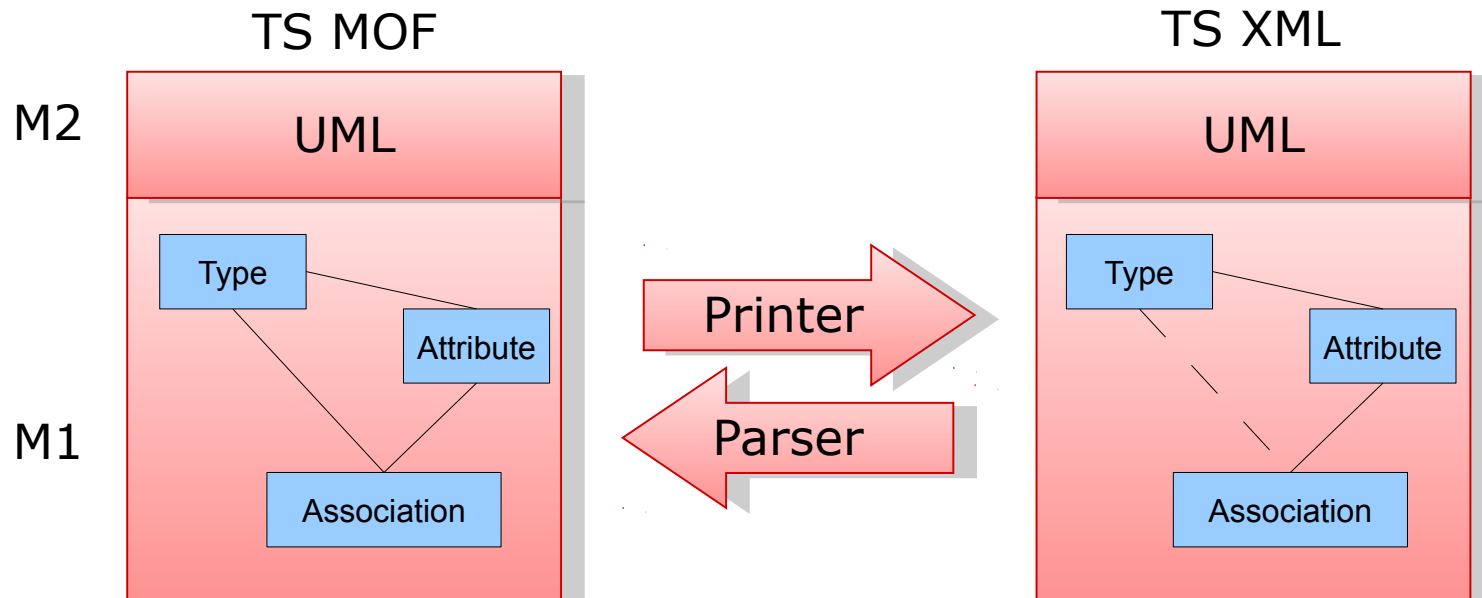 TS MOF
TS XML
M2
UML
UML
Type
Type
Printer
Attribute
Attribute
M1
Parser
Association
Association